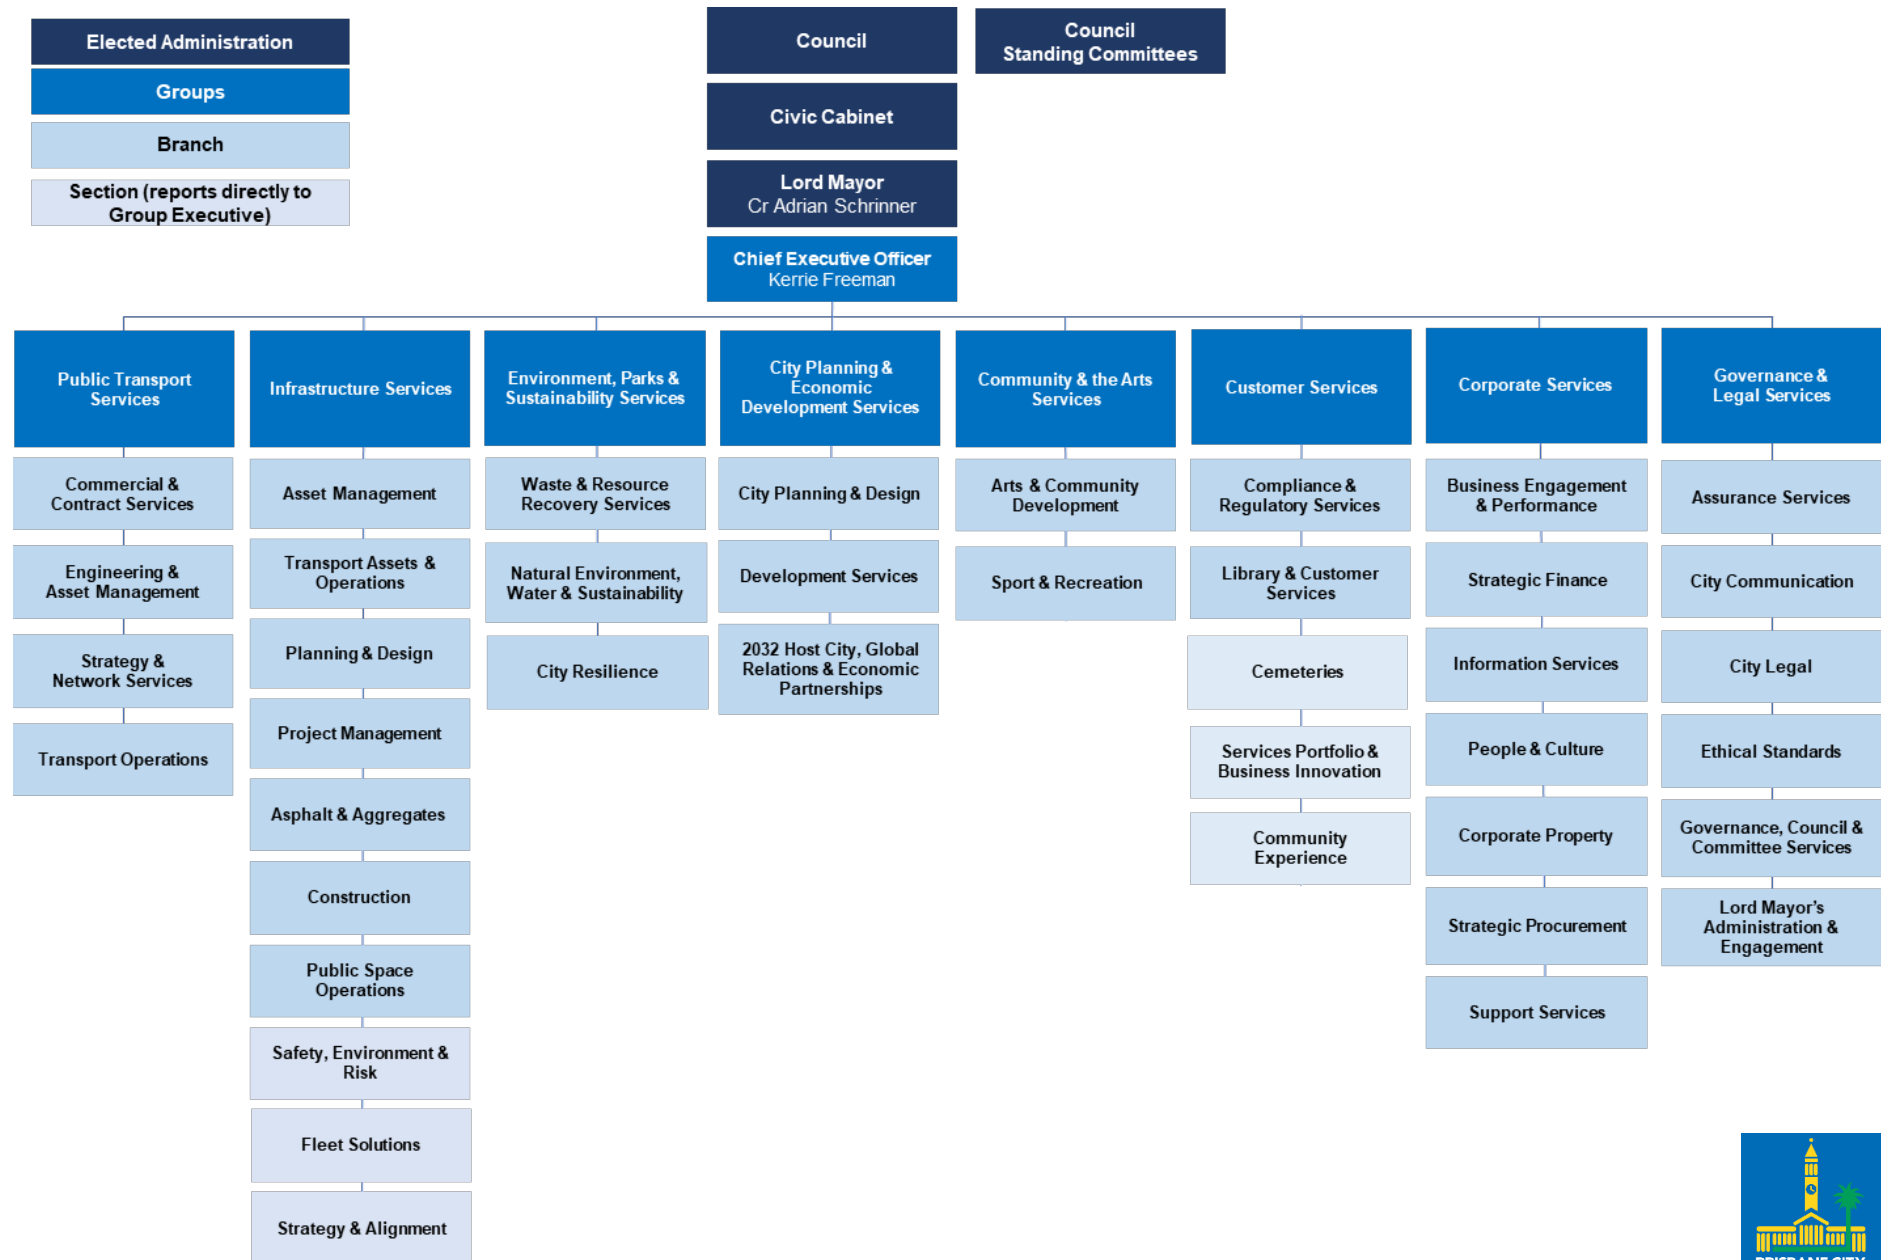 Elected Administration
Groups
Branch
Section (reports directly to
Group Executive)
Council
Council
Standing Committees
Civic Cabinet
Lord Mayor
Cr Adrian Schrinner
Chief Executive Officer
Kerrie Freeman
Public Transport
Services
Commercial &
Contract Services
Engineering &
Asset Management
Strategy &
Network Services
Transport Operations
Infrastructure Services
Asset Management
Transport Assets &
Operations
Planning & Design
Project Management
Asphalt & Aggregates
Construction
Public Space
Operations
Safety, Environment &
Risk
Fleet Solutions
Strategy & Alignment
Environment, Parks &
Sustainability Services
Waste & Resource
Recovery Services
Natural Environment,
Water & Sustainability
City Resilience
City Planning &
Economic
Development Services
City Planning & Design
Development Services
2032 Host City, Global
Relations & Economic
Partnerships
Community & the Arts
Services
Arts & Community
Development
Sport & Recreation
Customer Services
Compliance &
Regulatory Services
Library & Customer
Services
Cemeteries
Services Portfolio &
Business Innovation
Community
Experience
Corporate Services
Business Engagement
& Performance
Strategic Finance
Information Services
People & Culture
Corporate Property
Strategic Procurement
Support Services
Governance &
Legal Services
Assurance Services
City Communication
City Legal
Ethical Standards
Governance, Council &
Committee Services
Lord Mayor’s
Administration &
Engagement
BRISBANE CITY